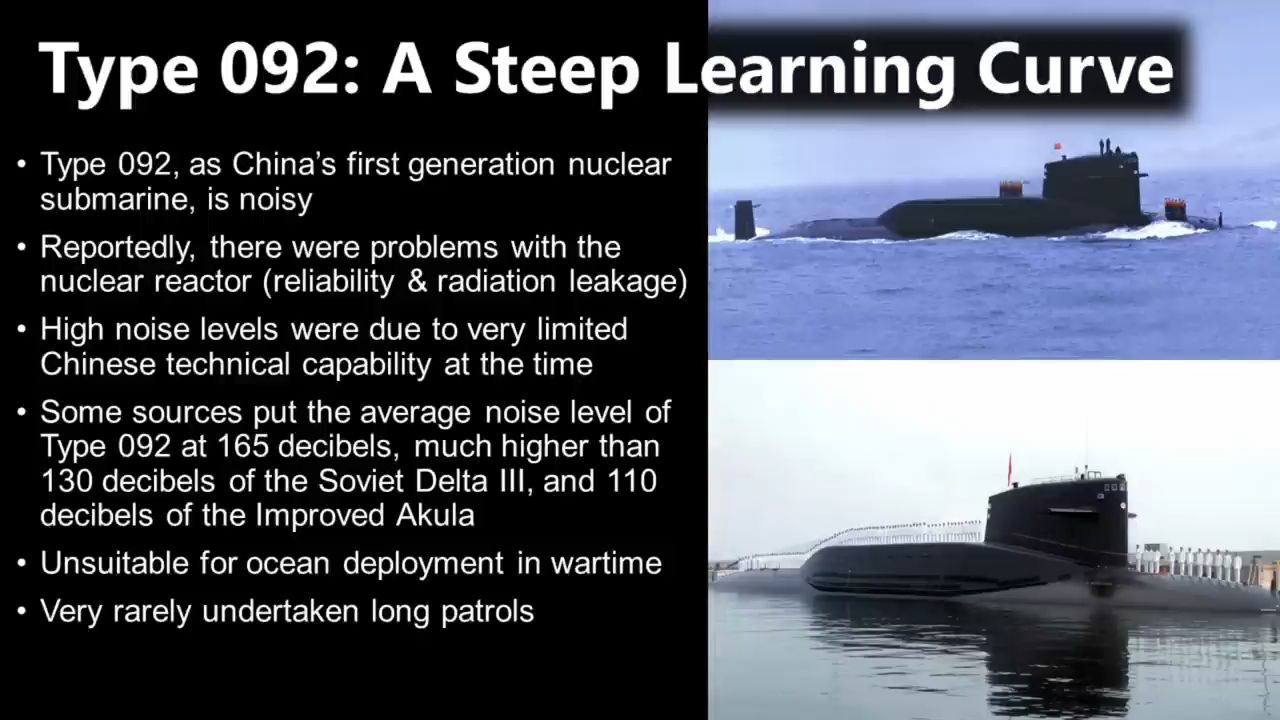 Type 092: A Steep Learning Curve
• Type 092, as China’s first generation nuclear
submarine, is noisy
• Reportedly, there were problems with the
nuclear reactor (reliability & radiation leakage)
• High noise levels were due to very limited
Chinese technical capability at the time
• Some sources put the average noise level of
Type 092 at 165 decibels, much higher than
130 decibels of the Soviet Delta III, and 110
decibels of the Improved Akula
• Unsuitable for ocean deployment in wartime
• Very rarely undertaken long patrols